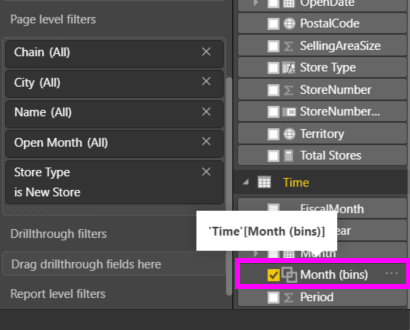 Page level filters
Chain (All)
City (All)
Name (All)
Open Month (All)
Store Type
is New Store
Drillthrough filters
Drag drillthrough fields here
Report level filters
OpenDate
PostalCode
SellingAreaSize
Store Type
StoreNumber
StoreNumber...
Territory
Total Stores
Time
FiscalMonth
'Time'[Month (bins)]
Month
Month (bins)
Period